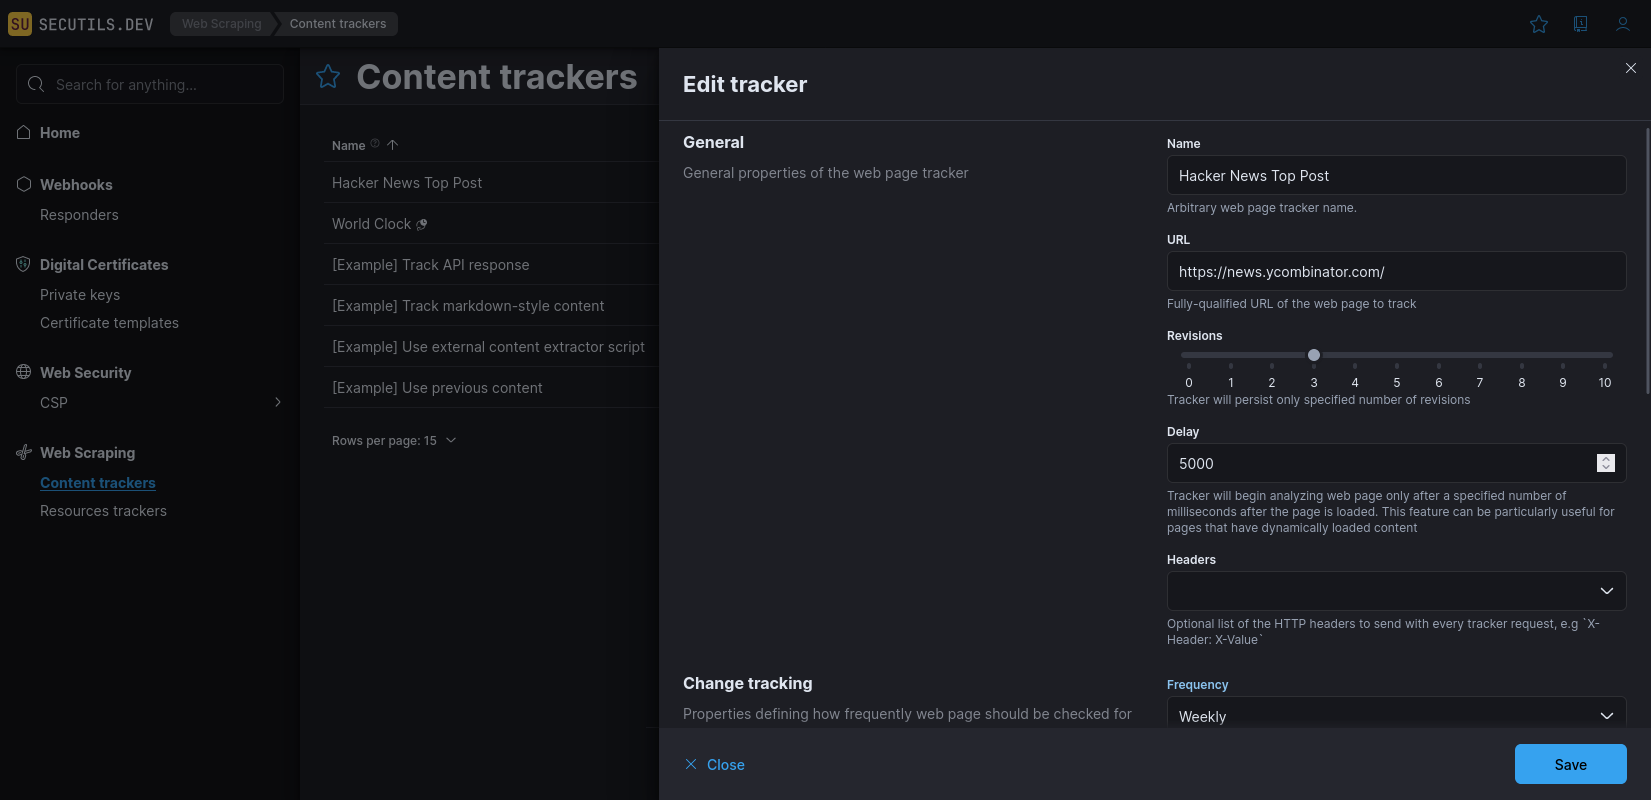 SU SECUTILS.DEV
Web Scraping
Content trackers
Search for anything...
Home
Webhooks
Responders
Digital Certificates
Private keys
Certificate templates
Web Security
CSP
Web Scraping
Content trackers
Resources trackers
Content trackers
Name
Hacker News Top Post
World Clock
[Example] Track API response
[Example] Track markdown-style content
[Example] Use external content extractor script
[Example] Use previous content
Rows per page: 15
Edit tracker
General
General properties of the web page tracker
Name
Hacker News Top Post
Arbitrary web page tracker name.
URL
https://news.ycombinator.com/
Fully-qualified URL of the web page to track
Revisions
0 1 2 3 4 5 6 7 8 9 10
Tracker will persist only specified number of revisions
Delay
5000
Tracker will begin analyzing web page only after a specified number of
milliseconds after the page is loaded. This feature can be particularly useful for
pages that have dynamically loaded content
Headers
Optional list of the HTTP headers to send with every tracker request, e.g `X-
Header: X-Value`
Change tracking
Properties defining how frequently web page should be checked for
Frequency
Weekly
Close
Save